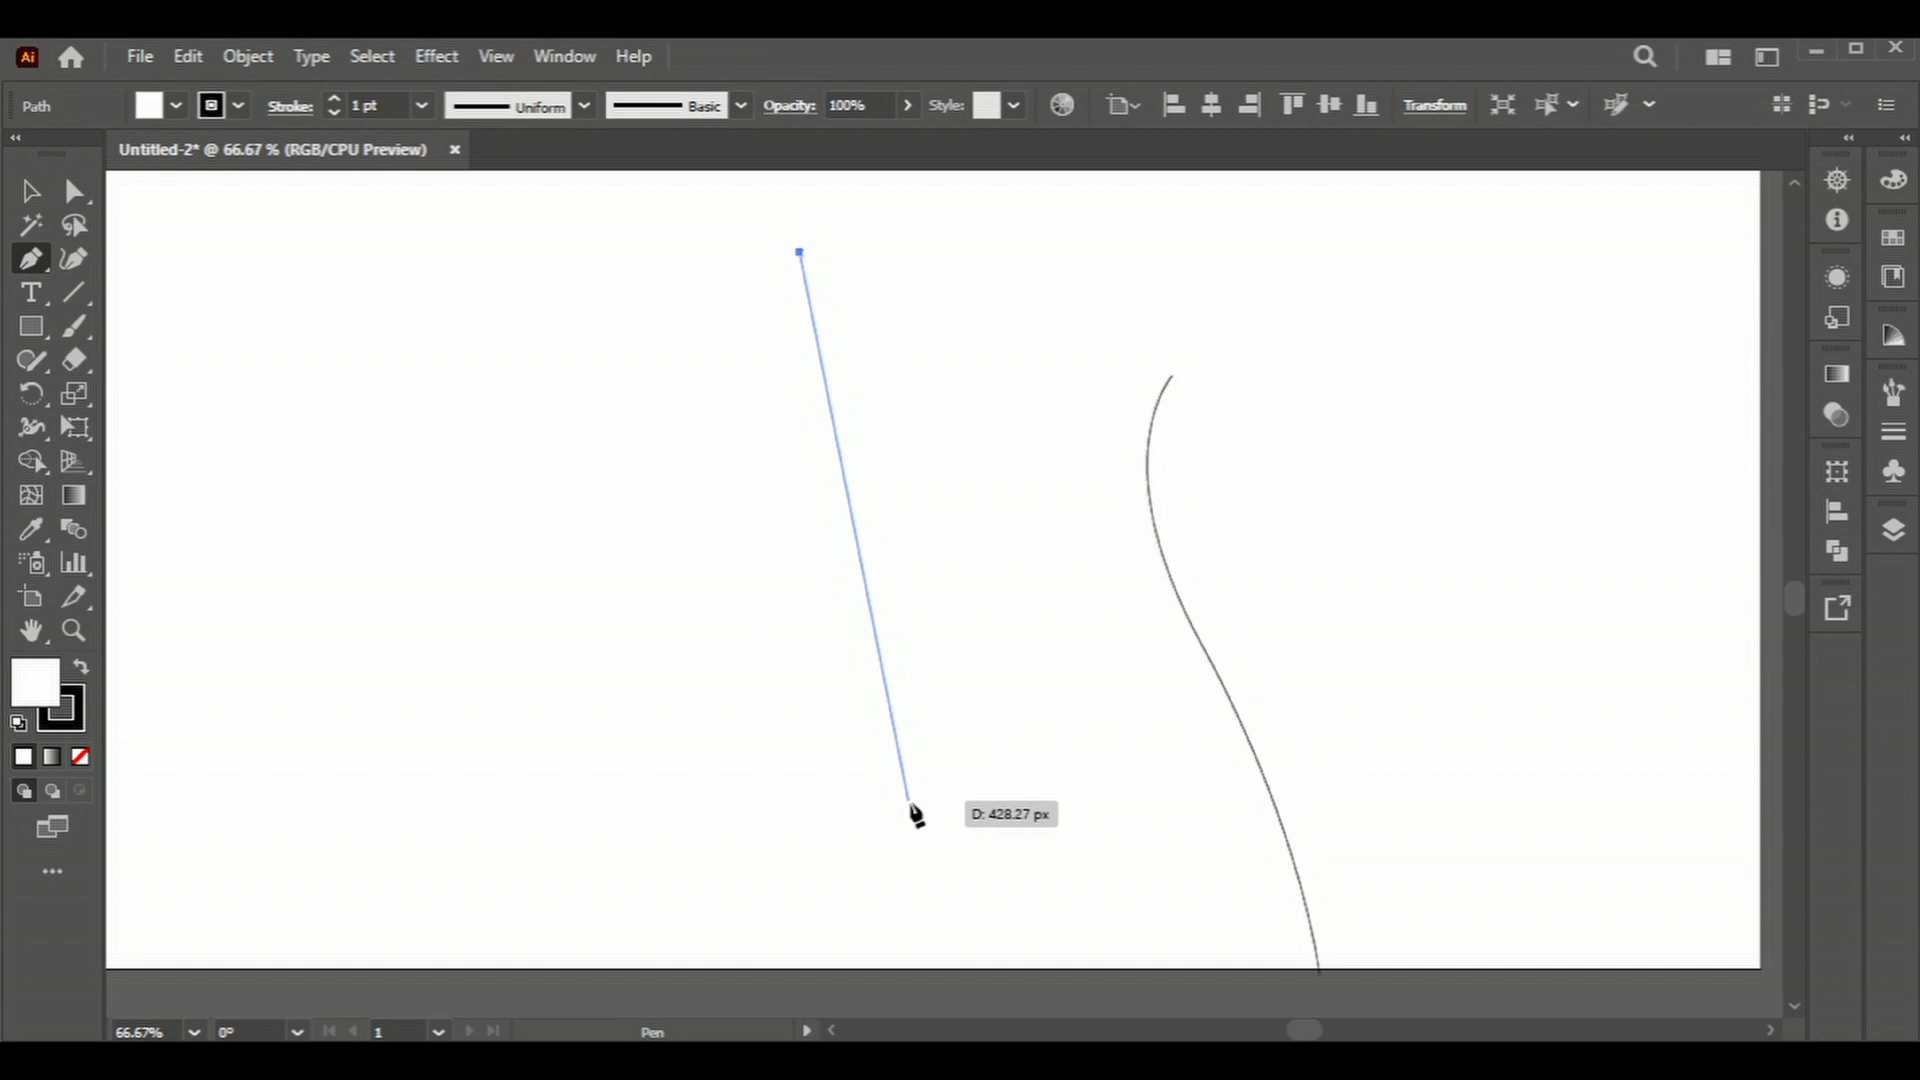 Ai File Edit Object Type Select Effect View Window Help
Path Stroke: 1 pt Uniform Basic Opacity: 100% Style: Transform
Untitled-2* @ 66.67 % (RGB/CPU Preview)
D: 428.27 px
66.67% 0° 1 Pen